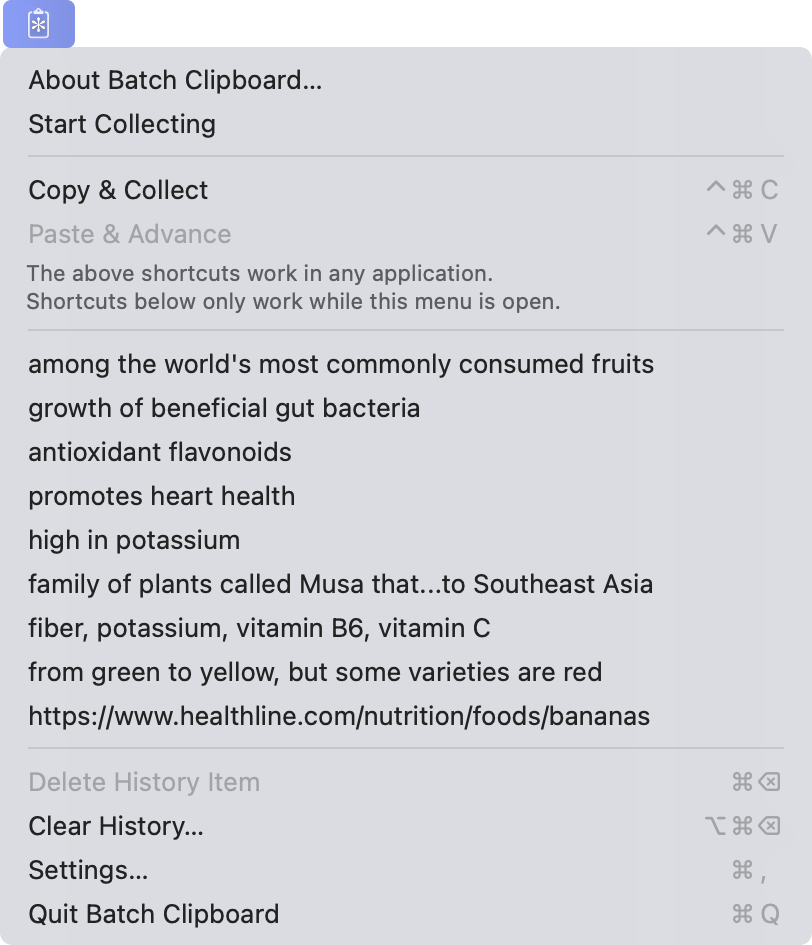 About Batch Clipboard...
Start Collecting
Copy & Collect ^ ⌘ C
Paste & Advance ^ ⌘ V
The above shortcuts work in any application.
Shortcuts below only work while this menu is open.
among the world's most commonly consumed fruits
growth of beneficial gut bacteria
antioxidant flavonoids
promotes heart health
high in potassium
family of plants called Musa that...to Southeast Asia
fiber, potassium, vitamin B6, vitamin C
from green to yellow, but some varieties are red
https://www.healthline.com/nutrition/foods/bananas
Delete History Item ⌘ ⌫
Clear History... ⌥ ⌘ ⌫
Settings... ⌘ ,
Quit Batch Clipboard ⌘ Q